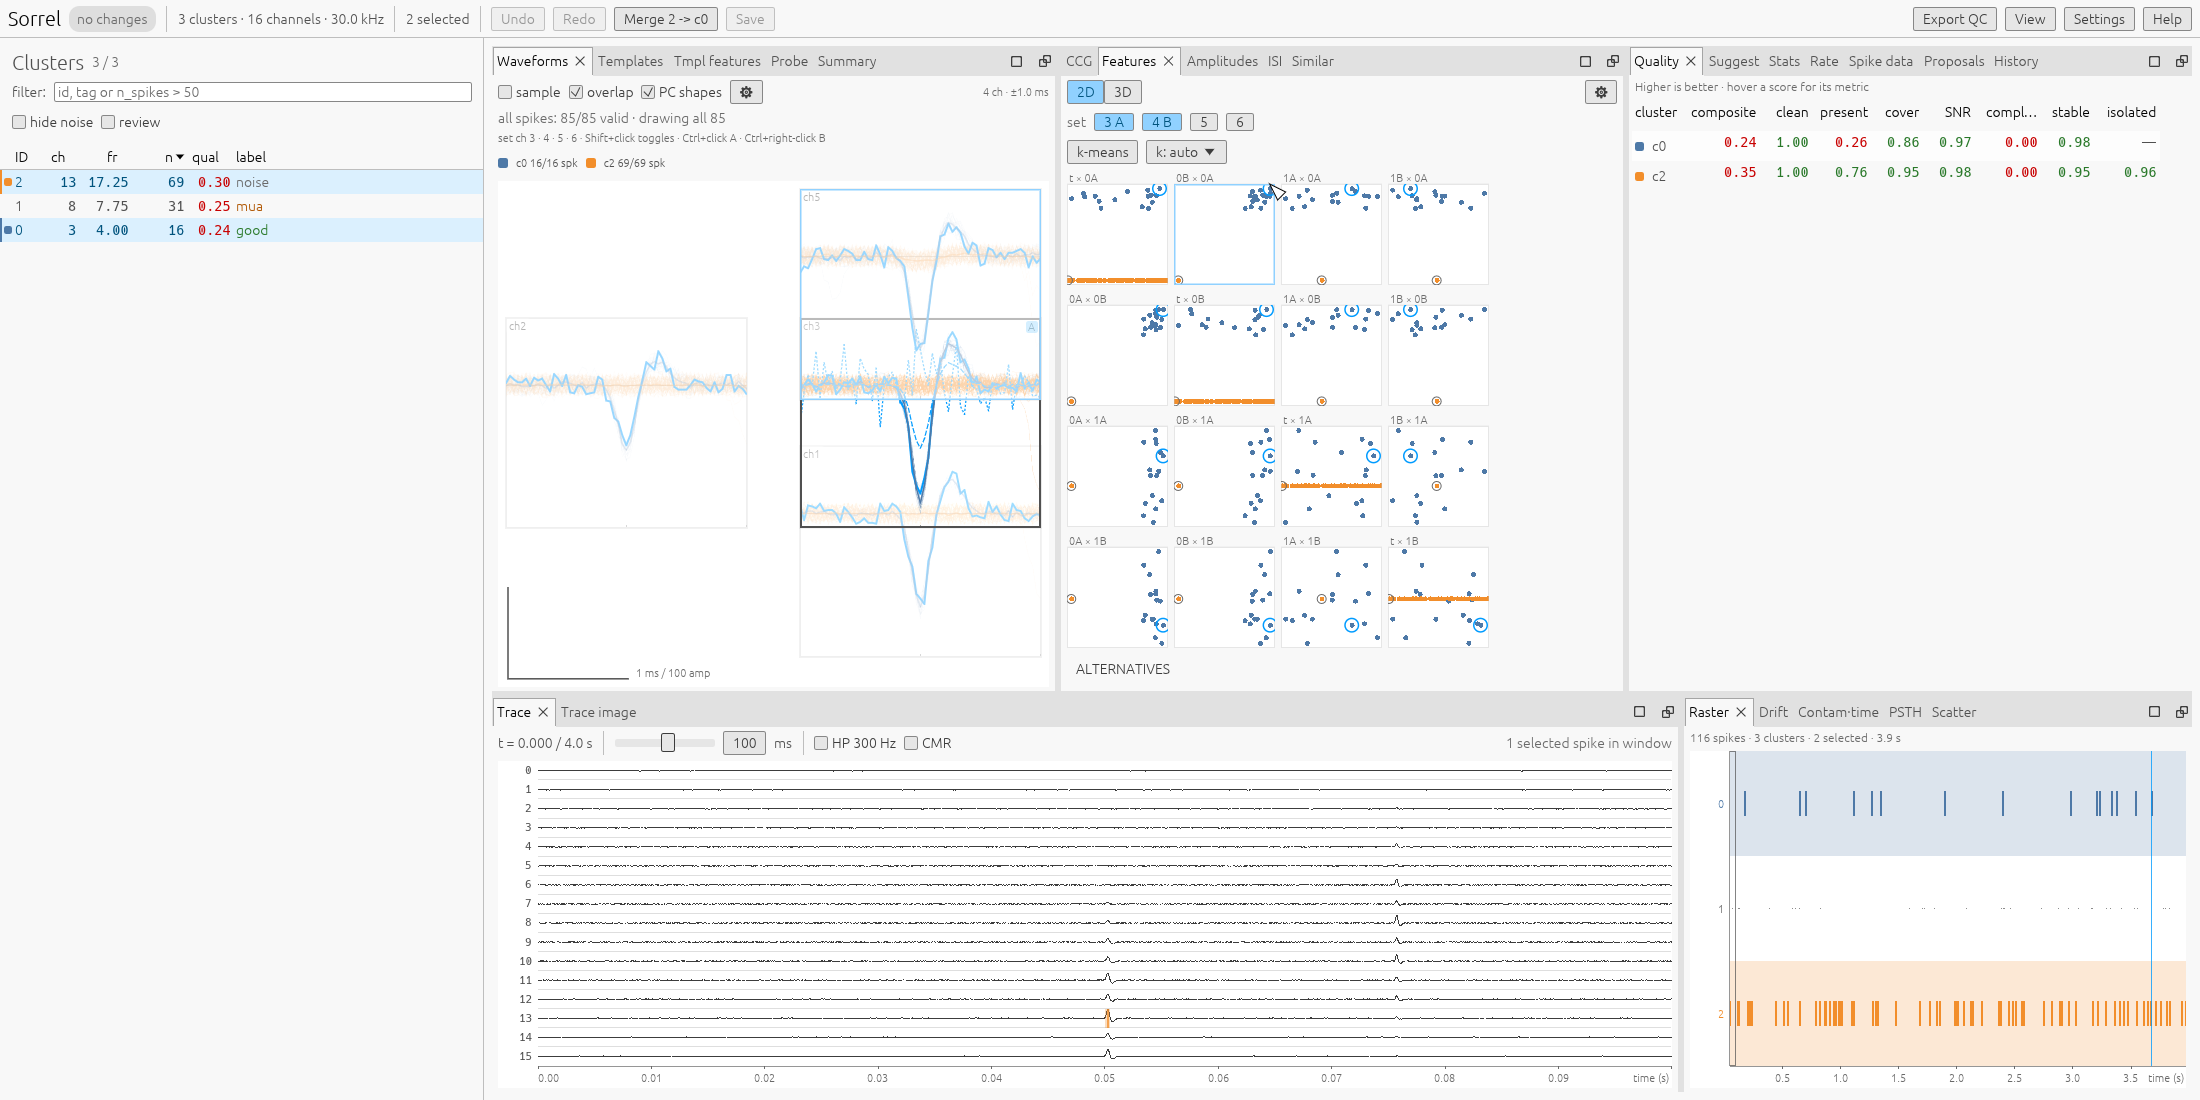 Sorrel no changes 3 clusters · 16 channels · 30.0 kHz 2 selected Undo Redo Merge 2 -> c0 Save Export QC View Settings Help
Clusters 3 / 3
filter: id, tag or n_spikes > 50
hide noise review
ID ch fr n qual label
2 13 17.25 69 0.30 noise
1 8 7.75 31 0.25 mua
0 3 4.00 16 0.24 good
Waveforms Templates Tmpl features Probe Summary
sample overlap PC shapes 4 ch · ±1.0 ms
all spikes: 85/85 valid · drawing all 85
set ch 3 · 4 · 5 · 6 · Shift+click toggles · Ctrl+click A · Ctrl+right-click B
c0 16/16 spk c2 69/69 spk
ch5
ch2
ch3 A
ch1
1 ms / 100 amp
CCG Features Amplitudes ISI Similar
2D 3D
set 3 A 4 B 5 6
k-means k: auto
t × 0A 0B × 0A 1A × 0A 1B × 0A
0A × 0B t × 0B 1A × 0B 1B × 0B
0A × 1A 0B × 1A t × 1A 1B × 1A
0A × 1B 0B × 1B 1A × 1B t × 1B
ALTERNATIVES
Quality Suggest Stats Rate Spike data Proposals History
Higher is better · hover a score for its metric
cluster composite clean present cover SNR compl... stable isolated
c0 0.24 1.00 0.26 0.86 0.97 0.00 0.98 —
c2 0.35 1.00 0.76 0.95 0.98 0.00 0.95 0.96
Trace Trace image
t = 0.000 / 4.0 s 100 ms HP 300 Hz CMR 1 selected spike in window
0
1
2
3
4
5
6
7
8
9
10
11
12
13
14
15
0.00 0.01 0.02 0.03 0.04 0.05 0.06 0.07 0.08 0.09 time (s)
Raster Drift Contam·time PSTH Scatter
116 spikes · 3 clusters · 2 selected · 3.9 s
0
1
2
0.5 1.0 1.5 2.0 2.5 3.0 3.5 time (s)